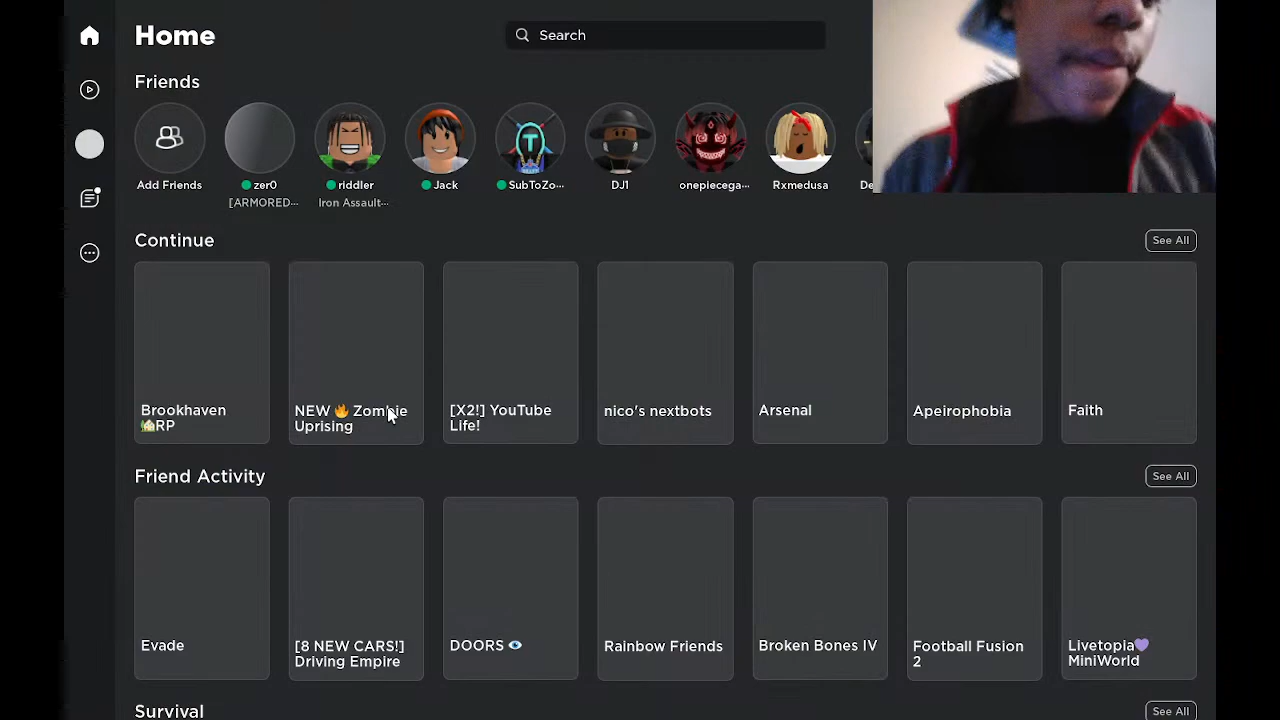 Home
Search
Friends
Add Friends
zer0
riddler
Jack
SubToZo...
DJ1
onepiecega...
Rxmedusa
De
[ARMORED...
Iron Assault...
Continue
See All
Brookhaven
🏡RP
NEW 🔥 Zombie
Uprising
[X2!] YouTube
Life!
nico's nextbots
Arsenal
Apeirophobia
Faith
Friend Activity
See All
Evade
[8 NEW CARS!]
Driving Empire
DOORS 👁️
Rainbow Friends
Broken Bones IV
Football Fusion
2
Livetopia💜
MiniWorld
Survival
See All